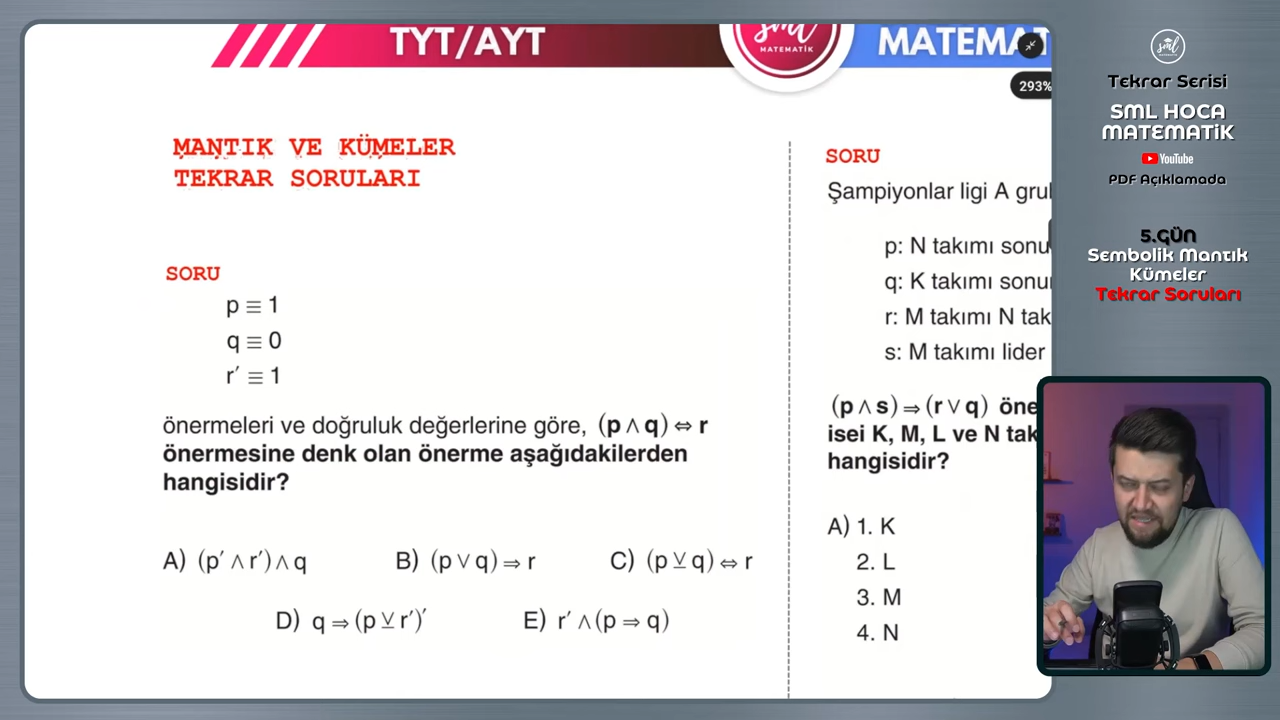 TYT/AYT
sml
MATEMATİK
MATEMAT
293%
MANTIK VE KÜMELER
TEKRAR SORULARI
SORU
p ≡ 1
q ≡ 0
r′ ≡ 1
önermeleri ve doğruluk değerlerine göre, (p ∧ q) ⇔ r
önermesine denk olan önerme aşağıdakilerden
hangisidir?
A) (p′ ∧ r′) ∧ q
B) (p ∨ q) ⇒ r
C) (p ⊻ q) ⇔ r
D) q ⇒ (p ⊻ r′)′
E) r′ ∧ (p ⇒ q)
SORU
Şampiyonlar ligi A gru
p: N takımı sonu
q: K takımı sonu
r: M takımı N tak
s: M takımı lider
(p ∧ s) ⇒ (r ∨ q) öne
isei K, M, L ve N tak
hangisidir?
A) 1. K
2. L
3. M
4. N
sml
Tekrar Serisi
SML HOCA
MATEMATİK
YouTube
PDF Açıklamada
5.GÜN
Sembolik Mantık
Kümeler
Tekrar Soruları